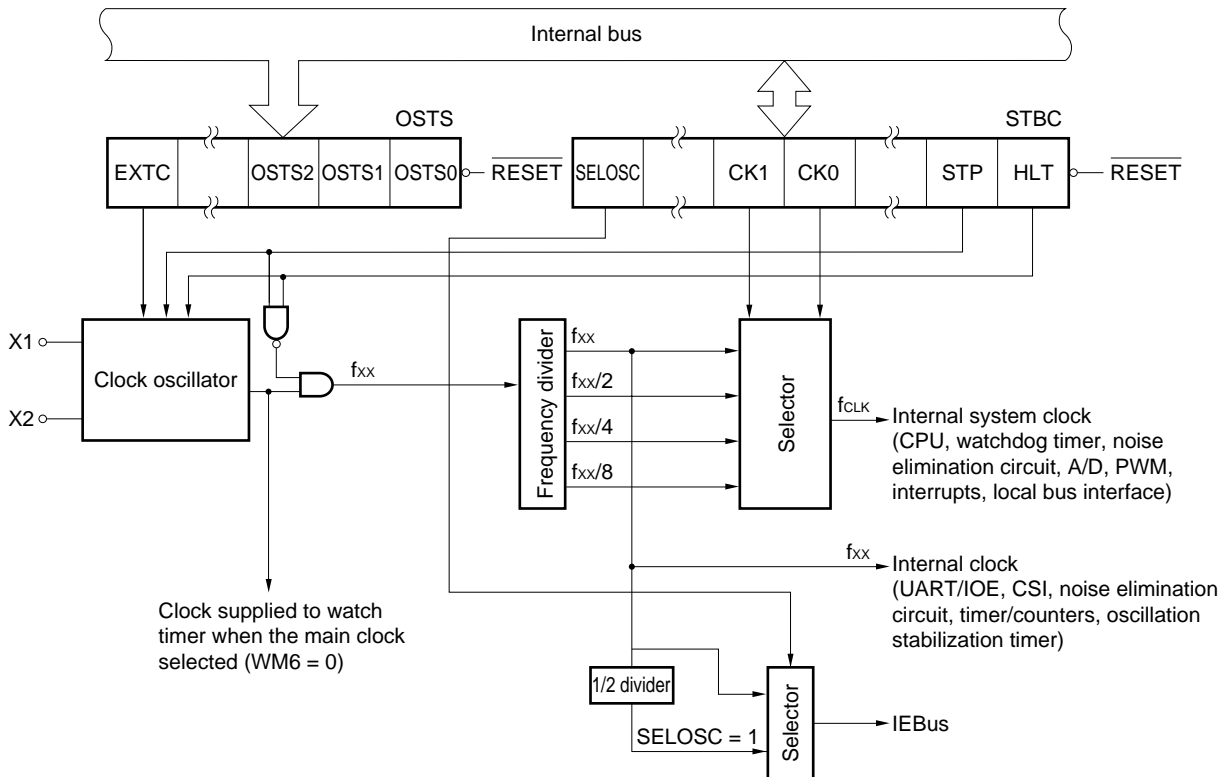 Internal bus
OSTS
STBC
EXTC
OSTS2
OSTS1
OSTS0
RESET
SELOSC
CK1
CK0
STP
HLT
RESET
X1
X2
Clock oscillator
fXX
Frequency divider
fXX
fXX/2
fXX/4
fXX/8
Selector
fCLK
Internal system clock
(CPU, watchdog timer, noise
elimination circuit, A/D, PWM,
interrupts, local bus interface)
fXX
Internal clock
(UART/IOE, CSI, noise elimination
circuit, timer/counters, oscillation
stabilization timer)
Clock supplied to watch
timer when the main clock
selected (WM6 = 0)
1/2 divider
SELOSC = 1
Selector
IEBus